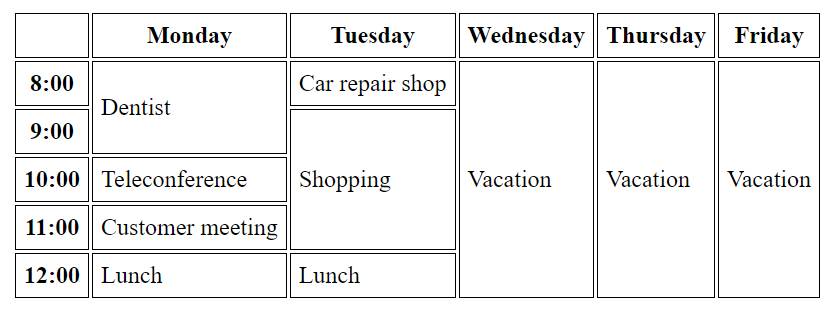 Monday Tuesday Wednesday Thursday Friday
8:00 Dentist Car repair shop Vacation Vacation Vacation
9:00 Shopping
10:00 Teleconference
11:00 Customer meeting
12:00 Lunch Lunch